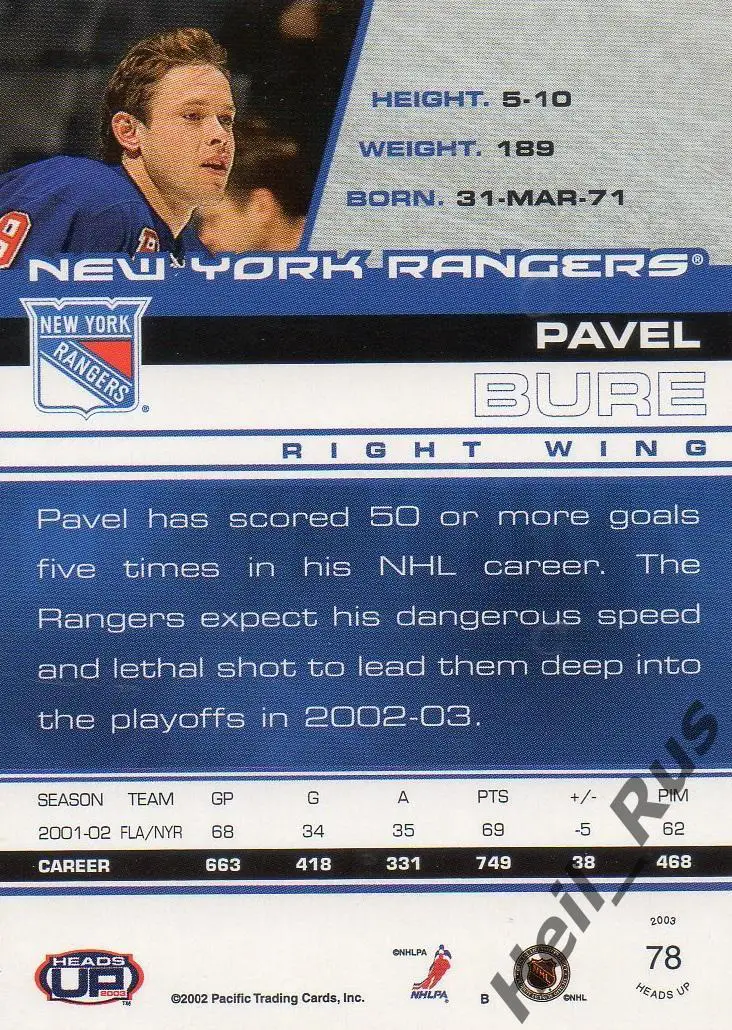 HEIGHT. 5-10
WEIGHT. 189
BORN. 31-MAR-71
9
NEW YORK RANGERS®
NEW YORK
RANGERS
®
PAVEL
BURE
RIGHT WING
Pavel has scored 50 or more goals
five times in his NHL career. The
Rangers expect his dangerous speed
and lethal shot to lead them deep into
the playoffs in 2002-03.
SEASON TEAM GP G A PTS +/- PIM
2001-02 FLA/NYR 68 34 35 69 -5 62
CAREER 663 418 331 749 38 468
2003
78
HEADS UP
HEADS
UP
2003
TM
©2002 Pacific Trading Cards, Inc.
©NHLPA
NHLPA
B
NHL
©NHL
Heil_Rus